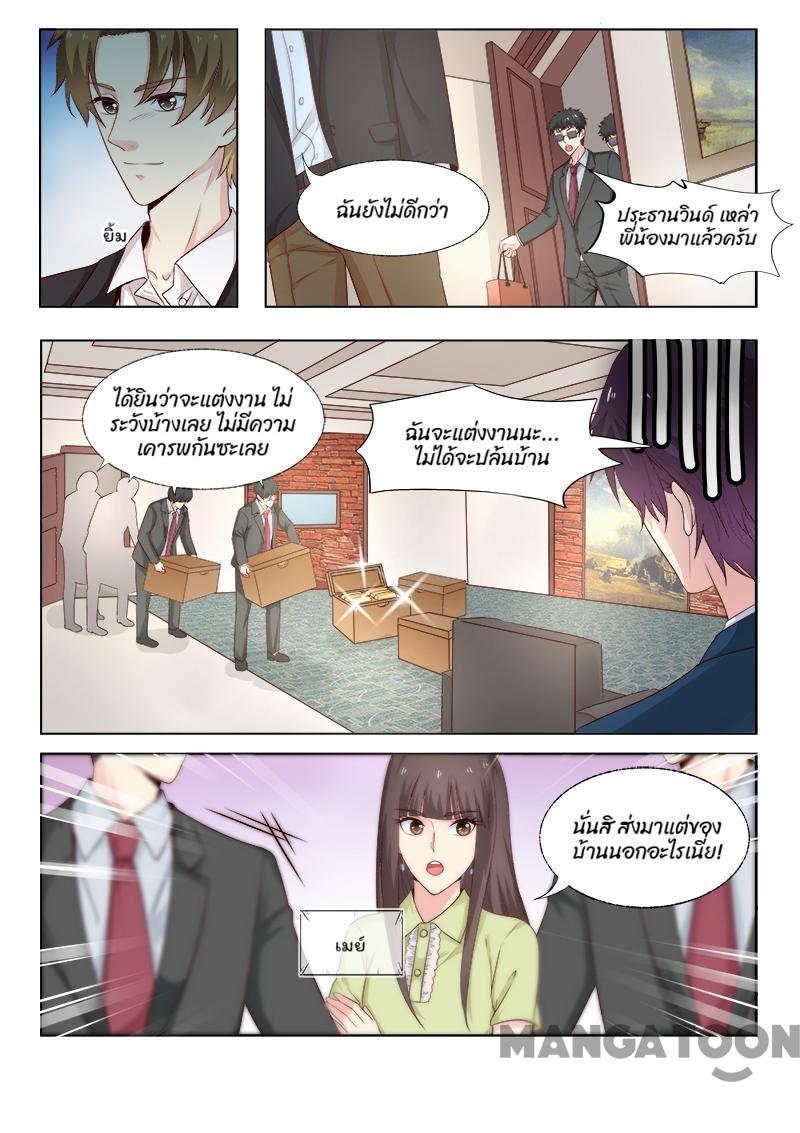 ยิ้ม
ฉันยังไม่ดีกว่า
ประธานวินด์ เหล่า
พี่น้องมาแล้วครับ
ได้ยินว่าจะแต่งงาน ไม่
ระวังบ้างเลย ไม่มีความ
เคารพกันซะเลย
ฉันจะแต่งงานนะ...
ไม่ได้จะปล้นบ้าน
นั่นสิ ส่งมาแต่ของ
บ้านนอกอะไรเนี่ย!
เมย์
MANGATOON